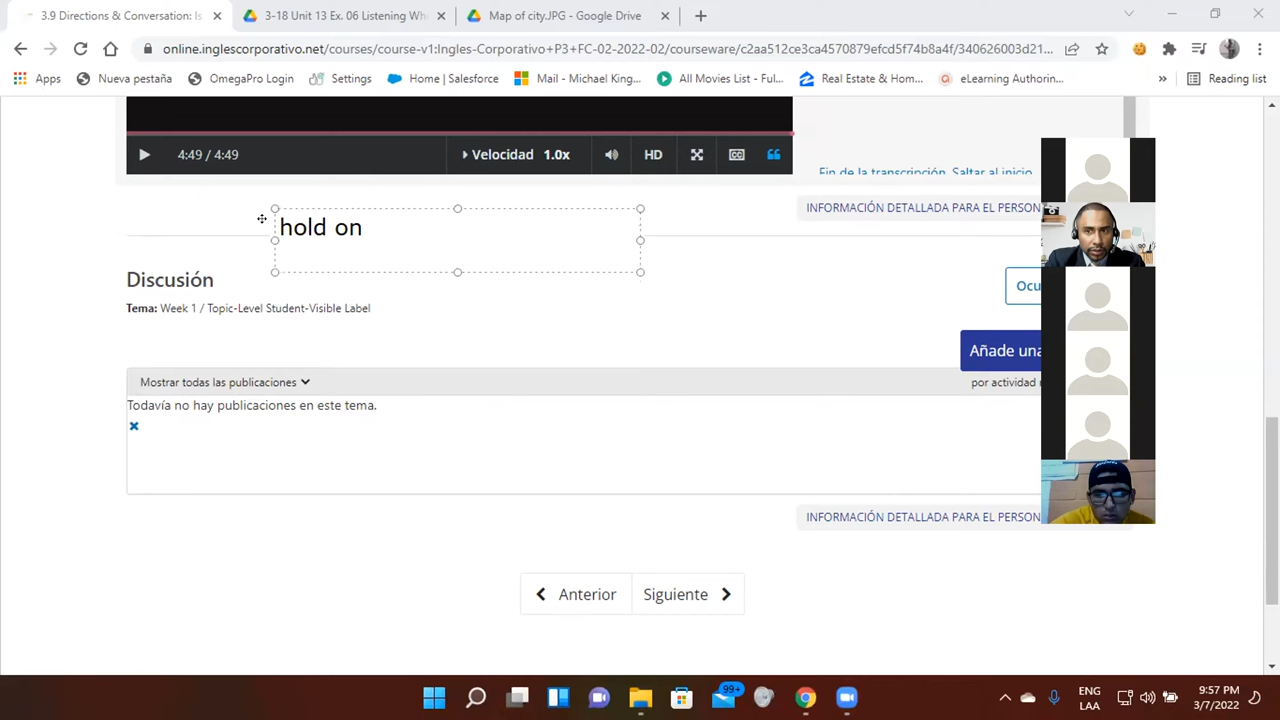 3.9 Directions & Conversation: Is
3-18 Unit 13 Ex. 06 Listening Whe
Map of city.JPG - Google Drive
online.inglescorporativo.net/courses/course-v1:Ingles-Corporativo+P3+FC-02-2022-02/courseware/c2aa512ce3ca4570879efcd5f74b8a4f/340626003d21...
Apps
Nueva pestaña
OmegaPro Login
Settings
Home | Salesforce
Mail - Michael King...
All Movies List - Ful...
Real Estate & Hom...
eLearning Authorin...
Reading list
4:49 / 4:49
Velocidad 1.0x
HD
Fin de la transcripción. Saltar al inicio.
INFORMACIÓN DETALLADA PARA EL PERSON
hold on
Discusión
Ocu
Tema: Week 1 / Topic-Level Student-Visible Label
Añade una
Mostrar todas las publicaciones
por actividad
Todavía no hay publicaciones en este tema.
INFORMACIÓN DETALLADA PARA EL PERSON
Anterior
Siguiente
99+
ENG
LAA
9:57 PM
3/7/2022